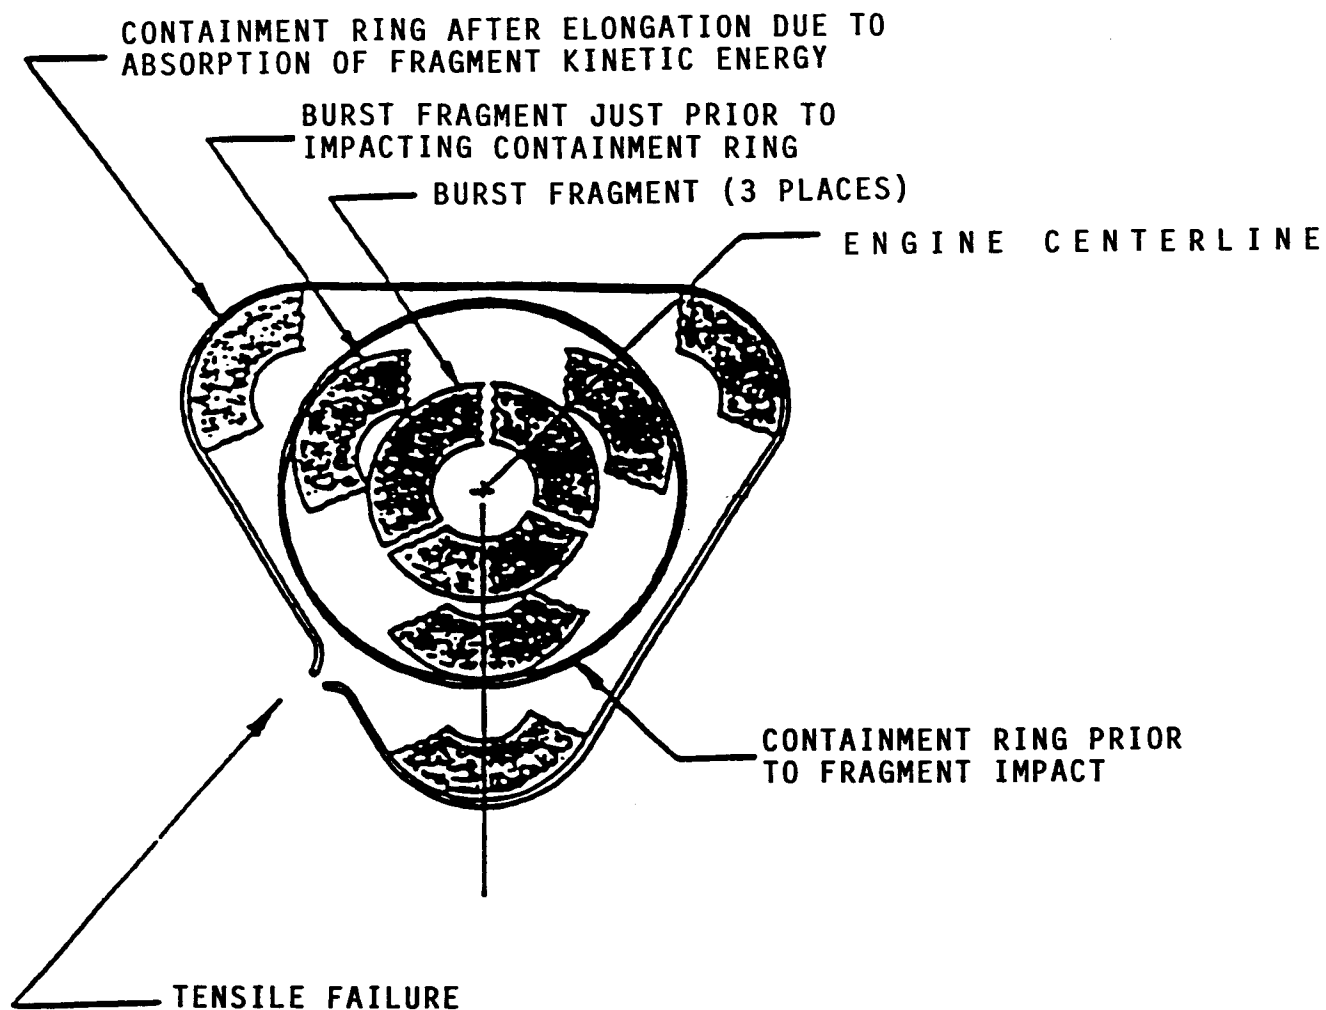 CONTAINMENT RING AFTER ELONGATION DUE TO
ABSORPTION OF FRAGMENT KINETIC ENERGY
BURST FRAGMENT JUST PRIOR TO
IMPACTING CONTAINMENT RING
BURST FRAGMENT (3 PLACES)
ENGINE CENTERLINE
CONTAINMENT RING PRIOR
TO FRAGMENT IMPACT
TENSILE FAILURE